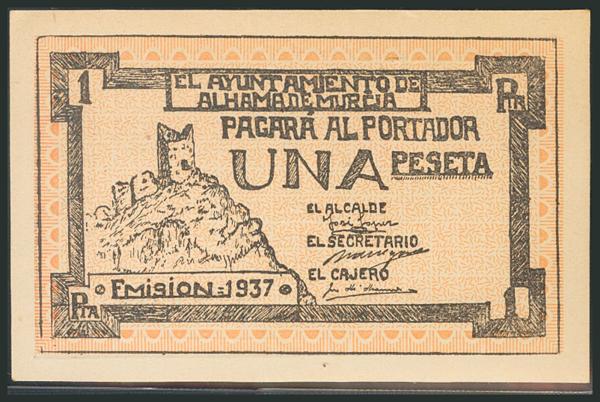 1
Pta
EL AYUNTAMIENTO DE
ALHAMA DE MURCIA
PAGARÁ AL PORTADOR
UNA PESETA
EL ALCALDE
EL SECRETARIO
EL CAJERO
EMISION=1937
Pta
1